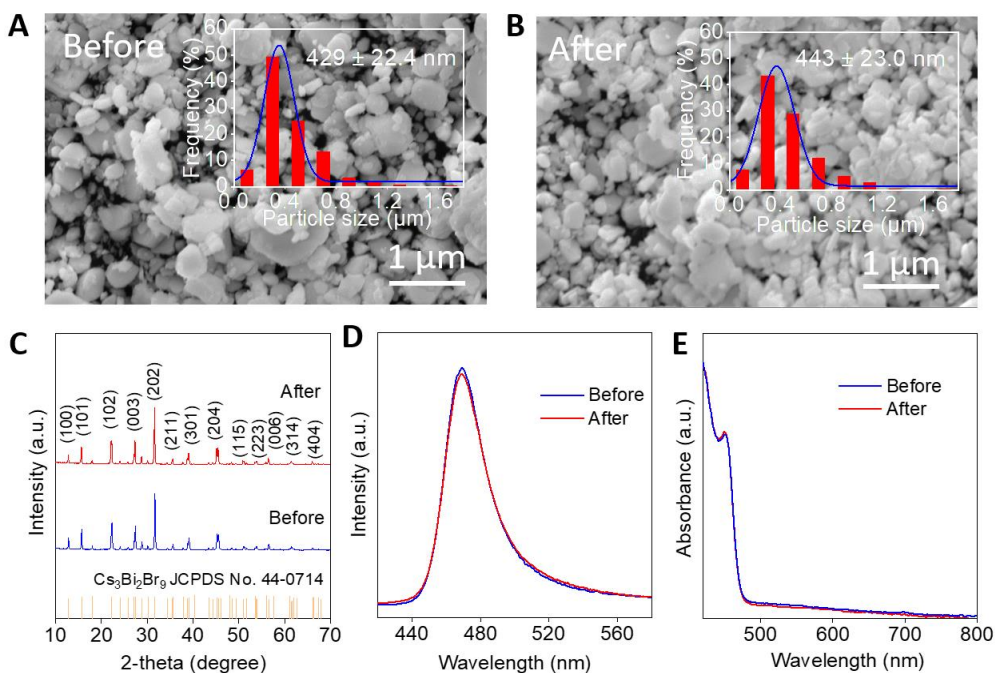 A
Before
60
50
40
30
20
10
0
Frequency (%)
429 ± 22.4 nm
0.0 0.4 0.8 1.2 1.6
Particle size (μm)
1 μm
B
After
60
50
40
30
20
10
0
Frequency (%)
443 ± 23.0 nm
0.0 0.4 0.8 1.2 1.6
Particle size (μm)
1 μm
C
Intensity (a.u.)
After
(100)
(101)
(102)
(003)
(202)
(211)
(301)
(204)
(115)
(223)
(006)
(314)
(404)
Before
Cs₃Bi₂Br₉ JCPDS No. 44-0714
10 20 30 40 50 60 70
2-theta (degree)
D
Intensity (a.u.)
Before
After
440 480 520 560
Wavelength (nm)
E
Absorbance (a.u.)
Before
After
500 600 700 800
Wavelength (nm)